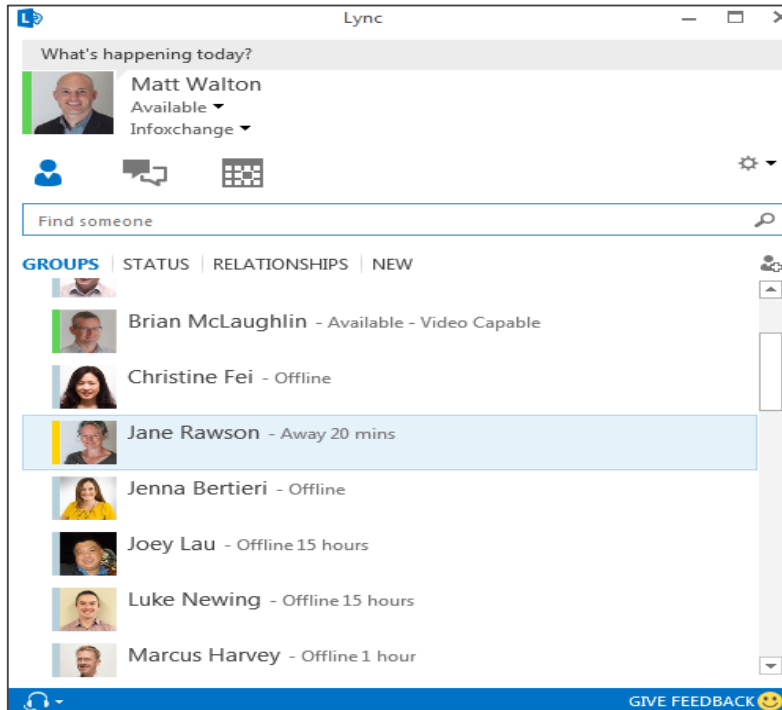 Lync
What's happening today?
Matt Walton
Available
Infoxchange
Find someone
GROUPS STATUS RELATIONSHIPS NEW
Brian McLaughlin - Available - Video Capable
Christine Fei - Offline
Jane Rawson - Away 20 mins
Jenna Bertieri - Offline
Joey Lau - Offline 15 hours
Luke Newing - Offline 15 hours
Marcus Harvey - Offline 1 hour
GIVE FEEDBACK